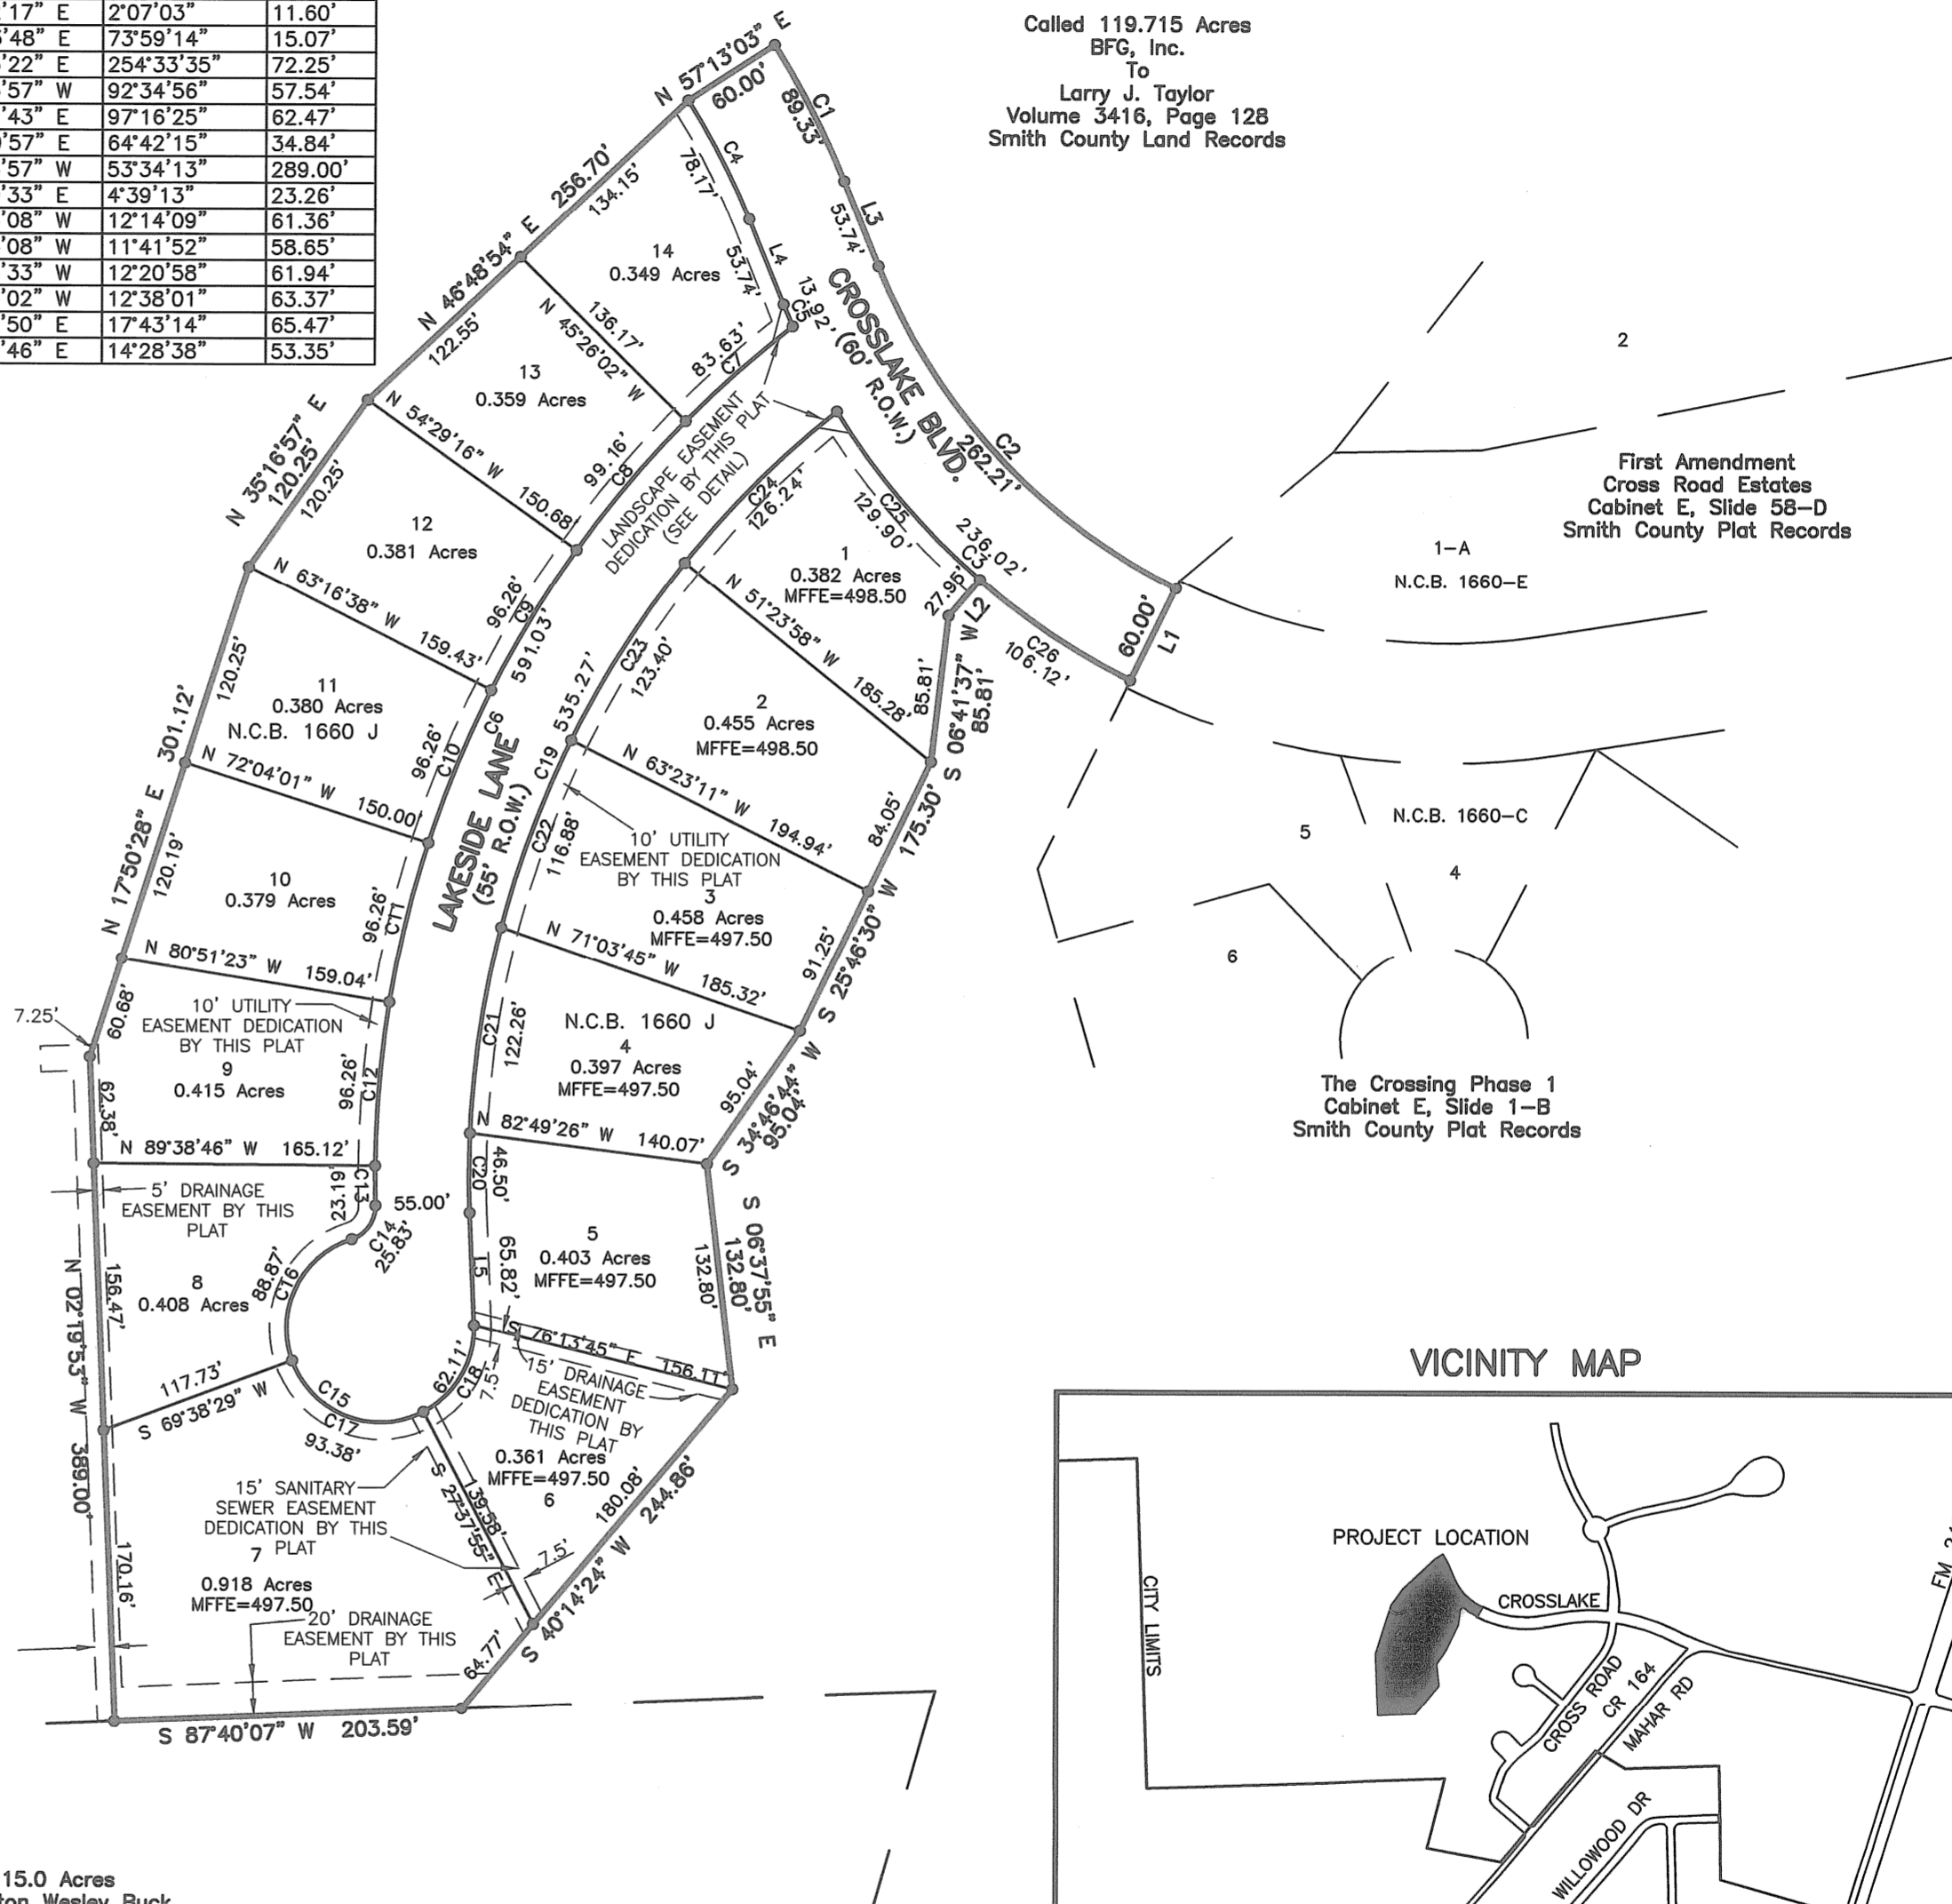 '17" E 2°07'03" 11.60'
'48" E 73°59'14" 15.07'
'22" E 254°33'35" 72.25'
'57" W 92°34'56" 57.54'
'43" E 97°16'25" 62.47'
'57" E 64°42'15" 34.84'
'57" W 53°34'13" 289.00'
'33" E 4°39'13" 23.26'
'08" W 12°14'09" 61.36'
'08" W 11°41'52" 58.65'
'33" W 12°20'58" 61.94'
'02" W 12°38'01" 63.37'
'50" E 17°43'14" 65.47'
'46" E 14°28'38" 53.35'
Called 119.715 Acres
BFG, Inc.
To
Larry J. Taylor
Volume 3416, Page 128
Smith County Land Records
N 57°13'03" E
60.00'
C1
89.33'
L3
53.74'
C4
78.17'
L4
53.74'
C5
13.92'
CROSSLAKE BLVD.
(60' R.O.W.)
C2
262.21'
N 46°48'54" E 256.70'
134.15'
122.55'
14
0.349 Acres
136.17'
N 45°26'02" W
83.63'
C7
13
0.359 Acres
N 54°29'16" W 150.68'
99.16'
C8
LANDSCAPE EASEMENT
DEDICATION BY THIS PLAT
(SEE DETAIL)
N 35°16'57" E
120.25'
120.25'
12
0.381 Acres
N 63°16'38" W 159.43'
96.26'
C9
591.03'
C6
C24
126.24'
C25
129.90'
236.02'
C3
1
0.382 Acres
MFFE=498.50
27.95'
L2
C26
106.12'
60.00'
L1
N 51°23'58" W 185.28'
85.81'
S 06°41'37" W
85.81'
11
0.380 Acres
N.C.B. 1660 J
120.25'
N 17°50'28" E 301.12'
N 72°04'01" W 150.00'
96.26'
C10
LAKESIDE LANE
(55' R.O.W.)
C19 535.27'
C23
123.40'
2
0.455 Acres
MFFE=498.50
N 63°23'11" W 194.94'
84.05'
175.30'
S 25°46'30" W
10' UTILITY
EASEMENT DEDICATION
BY THIS PLAT
C22
116.88'
3
0.458 Acres
MFFE=497.50
N 71°03'45" W 185.32'
91.25'
10
0.379 Acres
120.19'
N 80°51'23" W 159.04'
96.26'
C11
7.25'
60.68'
10' UTILITY
EASEMENT DEDICATION
BY THIS PLAT
9
0.415 Acres
62.38'
96.26'
C12
N 89°38'46" W 165.12'
C21
122.26'
N.C.B. 1660 J
4
0.397 Acres
MFFE=497.50
95.04'
S 34°46'44" W
95.04'
N 82°49'26" W 140.07'
5' DRAINAGE
EASEMENT BY THIS
PLAT
23.19'
C13
55.00'
C14
25.83'
C20
46.50'
L5
65.82'
5
0.403 Acres
MFFE=497.50
132.80'
S 06°37'55" E
132.80'
8
0.408 Acres
88.87'
C16
156.47'
N 02°19'53" W 389.00'
117.73'
S 69°38'29" W
C15
C17
93.38'
62.11'
C18
7.5'
S 76°13'45" E 156.11'
15' DRAINAGE
EASEMENT
DEDICATION BY
THIS PLAT
0.361 Acres
MFFE=497.50
6
139.58'
S 27°37'55" E
180.08'
7.5'
S 40°14'24" W 244.86'
64.77'
15' SANITARY
SEWER EASEMENT
DEDICATION BY THIS
PLAT
7
0.918 Acres
MFFE=497.50
170.16'
20' DRAINAGE
EASEMENT BY THIS
PLAT
S 87°40'07" W 203.59'
2
First Amendment
Cross Road Estates
Cabinet E, Slide 58-D
Smith County Plat Records
1-A
N.C.B. 1660-E
N.C.B. 1660-C
5
4
6
The Crossing Phase 1
Cabinet E, Slide 1-B
Smith County Plat Records
VICINITY MAP
PROJECT LOCATION
CROSSLAKE
CITY LIMITS
CROSS ROAD
CR 164
MAHAR RD
WILLOWOOD DR
FM
15.0 Acres
Wesley Buck